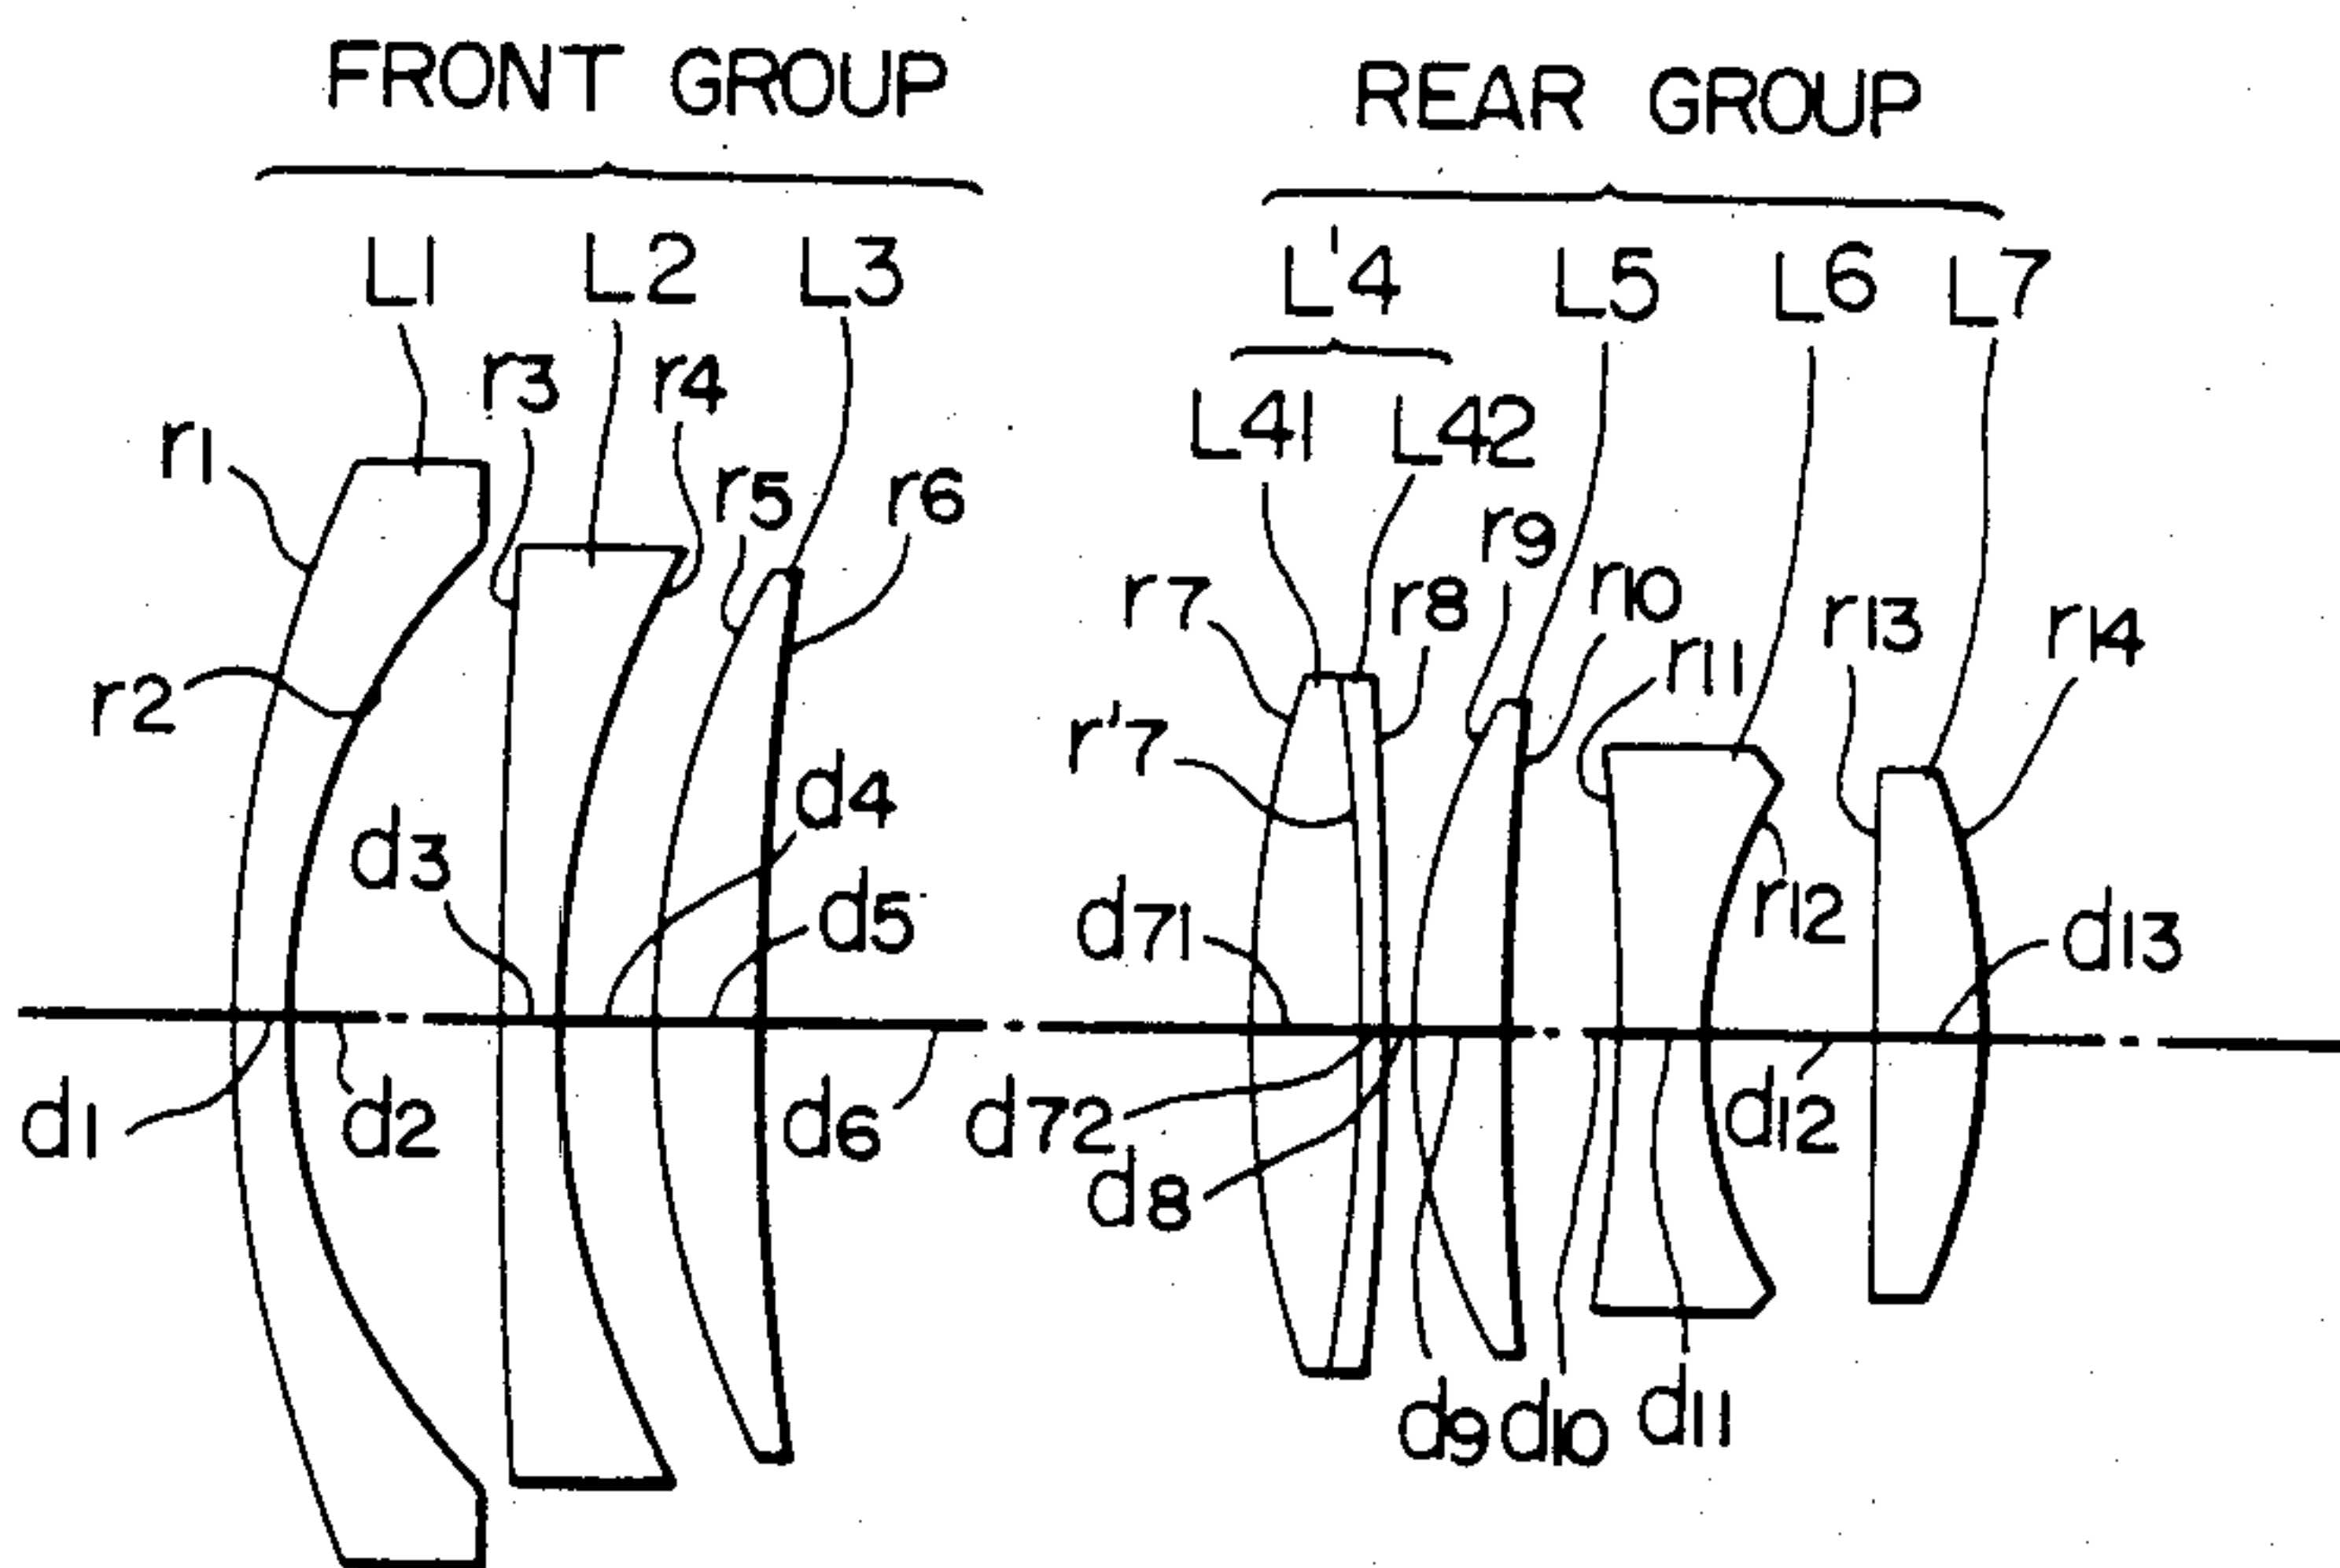 FRONT GROUP
REAR GROUP
L1 L2 L3
L'4 L5 L6 L7
L41 L42
r1 r3 r4 r5 r6
r7 r8 r9 r10 r11 r13 r14
r2 r'7
d3 d4 d5
d71 r12 d13
d1 d2 d6 d72 d8 d12
d9 d10 d11